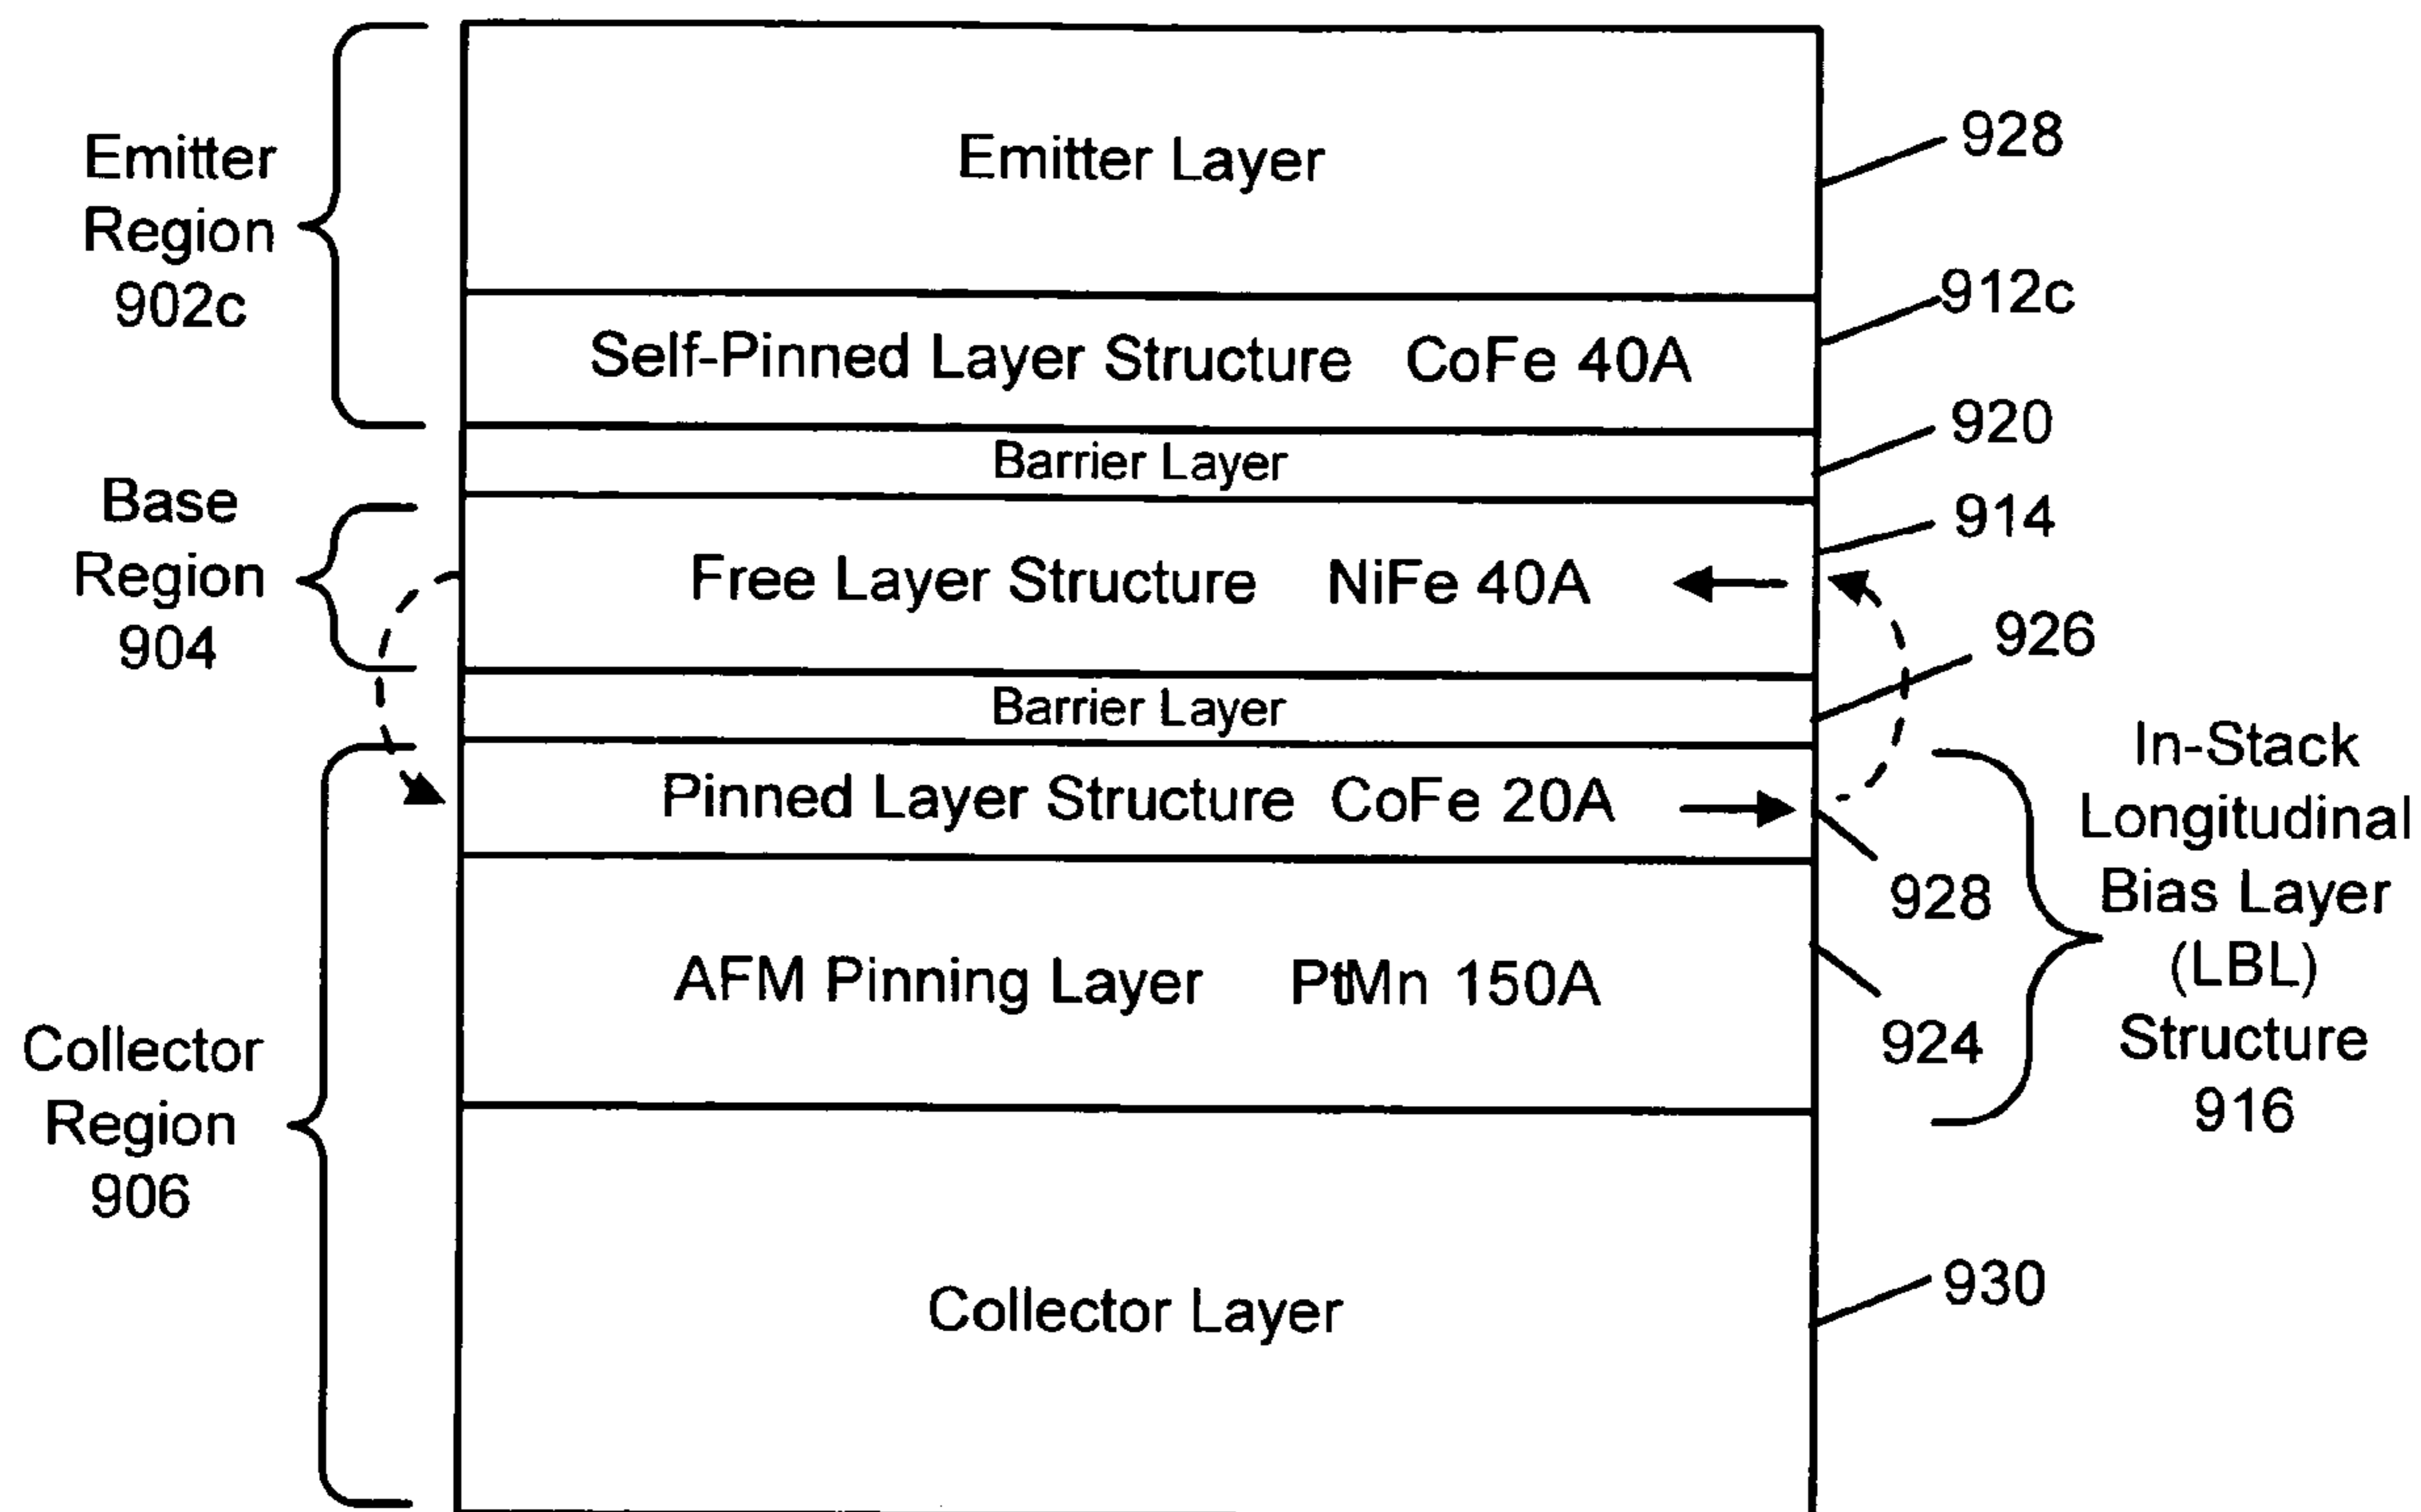 Emitter
Region
902c
Emitter Layer
928
Self-Pinned Layer Structure CoFe 40A
912c
Barrier Layer
920
Base
Region
904
Free Layer Structure NiFe 40A
914
Barrier Layer
926
Collector
Region
906
Pinned Layer Structure CoFe 20A
928
AFM Pinning Layer PtMn 150A
924
In-Stack
Longitudinal
Bias Layer
(LBL)
Structure
916
Collector Layer
930